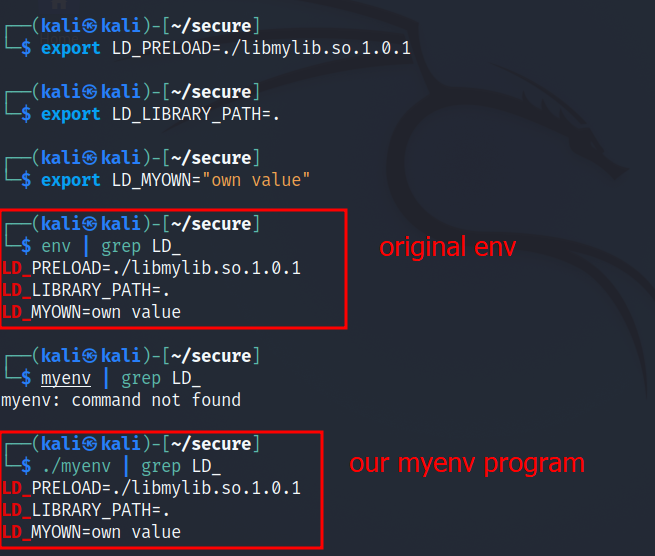 ┌──(kali㉿kali)-[~/secure]
└─$ export LD_PRELOAD=./libmylib.so.1.0.1
┌──(kali㉿kali)-[~/secure]
└─$ export LD_LIBRARY_PATH=.
┌──(kali㉿kali)-[~/secure]
└─$ export LD_MYOWN="own value"
┌──(kali㉿kali)-[~/secure]
└─$ env | grep LD_
LD_PRELOAD=./libmylib.so.1.0.1
LD_LIBRARY_PATH=.
LD_MYOWN=own value
original env
┌──(kali㉿kali)-[~/secure]
└─$ myenv | grep LD_
myenv: command not found
┌──(kali㉿kali)-[~/secure]
└─$ ./myenv | grep LD_
LD_PRELOAD=./libmylib.so.1.0.1
LD_LIBRARY_PATH=.
LD_MYOWN=own value
our myenv program